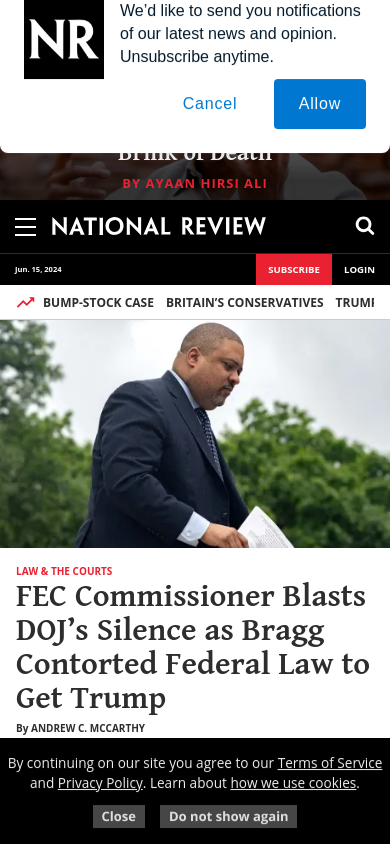 NR
We’d like to send you notifications
of our latest news and opinion.
Unsubscribe anytime.
Cancel
Allow
Brink of Death
BY AYAAN HIRSI ALI
NATIONAL REVIEW
Jun. 15, 2024
SUBSCRIBE
LOGIN
BUMP-STOCK CASE
BRITAIN’S CONSERVATIVES
TRUMP
LAW & THE COURTS
FEC Commissioner Blasts
DOJ’s Silence as Bragg
Contorted Federal Law to
Get Trump
By ANDREW C. MCCARTHY
By continuing on our site you agree to our Terms of Service
and Privacy Policy. Learn about how we use cookies.
Close
Do not show again